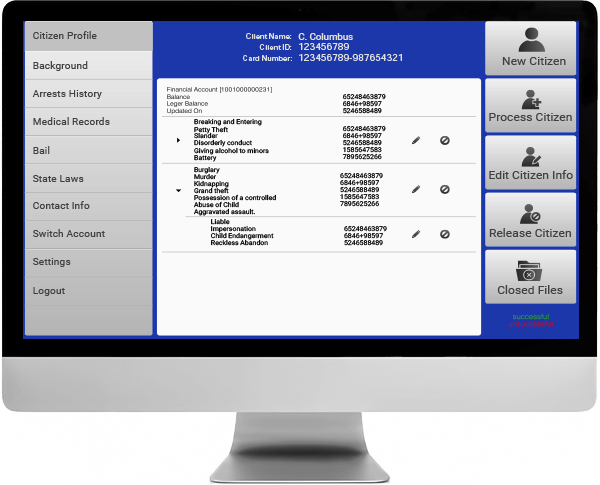 Citizen Profile
Background
Arrests History
Medical Records
Bail
State Laws
Contact Info
Switch Account
Settings
Logout
Client Name: C. Columbus
Client ID: 123456789
Card Number: 123456789-987654321
Financial Account [1001000000231]
Balance 65248463879
Leger Balance 6846+98597
Updated On 5246588489
Breaking and Entering
Petty Theft 65248463879
Slander 6846+98597
Disorderly conduct 5246588489
Giving alcohol to minors 1585647583
Battery 7895625266
Burglary
Murder 65248463879
Kidnapping 6846+98597
Grand theft 5246588489
Possession of a controlled 1585647583
Abuse of Child 7895625266
Aggravated assault.
Liable
Impersonation 65248463879
Child Endangerment 6846+98597
Reckless Abandon 5246588489
New Citizen
Process Citizen
Edit Citizen Info
Release Citizen
Closed Files
successful